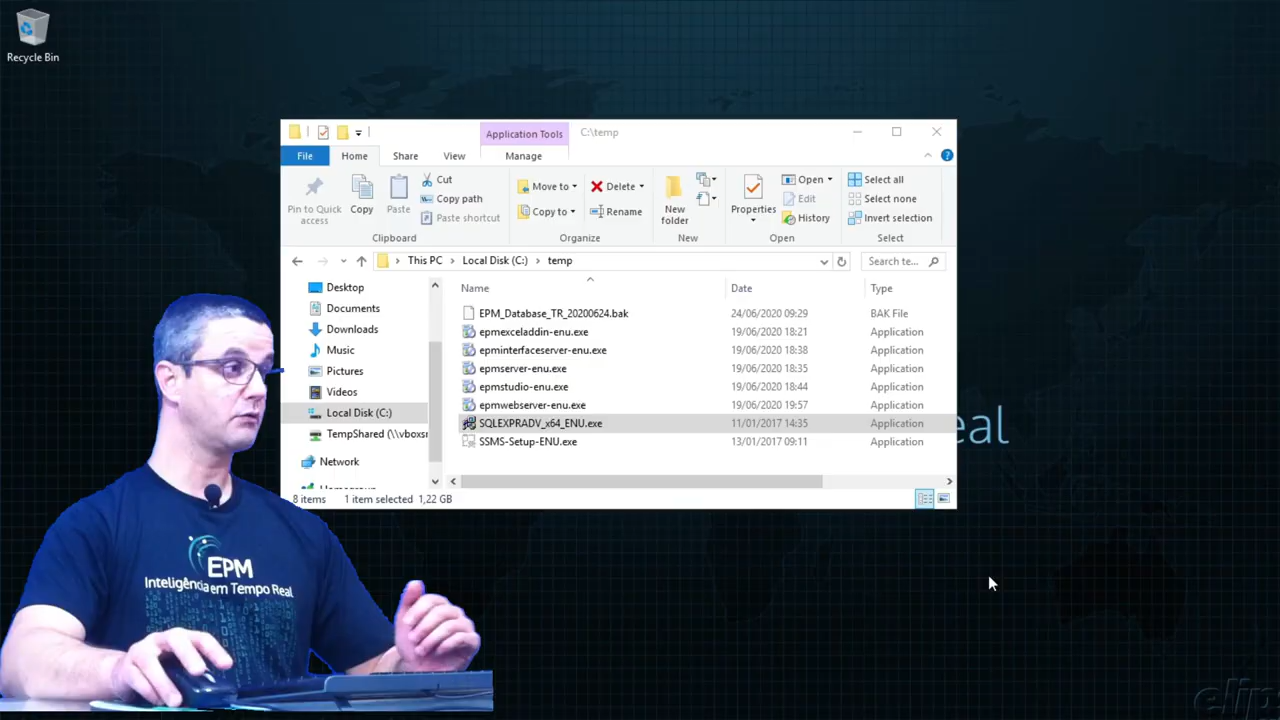 Recycle Bin
Application Tools
C:\temp
File
Home
Share
View
Manage
Pin to Quick access
Copy
Paste
Cut
Copy path
Paste shortcut
Clipboard
Move to
Copy to
Delete
Rename
Organize
New folder
New
Properties
Open
Edit
History
Open
Select all
Select none
Invert selection
Select
This PC
Local Disk (C:)
temp
Search te...
Desktop
Documents
Downloads
Music
Pictures
Videos
Local Disk (C:)
TempShared (\\vboxsr
Network
Name Date Type
EPM_Database_TR_20200624.bak 24/06/2020 09:29 BAK File
epmexceladdin-enu.exe 19/06/2020 18:21 Application
epminterfaceserver-enu.exe 19/06/2020 18:38 Application
epmserver-enu.exe 19/06/2020 18:35 Application
epmstudio-enu.exe 19/06/2020 18:44 Application
epmwebserver-enu.exe 19/06/2020 19:57 Application
SQLEXPRADV_x64_ENU.exe 11/01/2017 14:35 Application
SSMS-Setup-ENU.exe 13/01/2017 09:11 Application
8 items 1 item selected 1,22 GB
eal
EPM
Inteligência em Tempo Real
elip